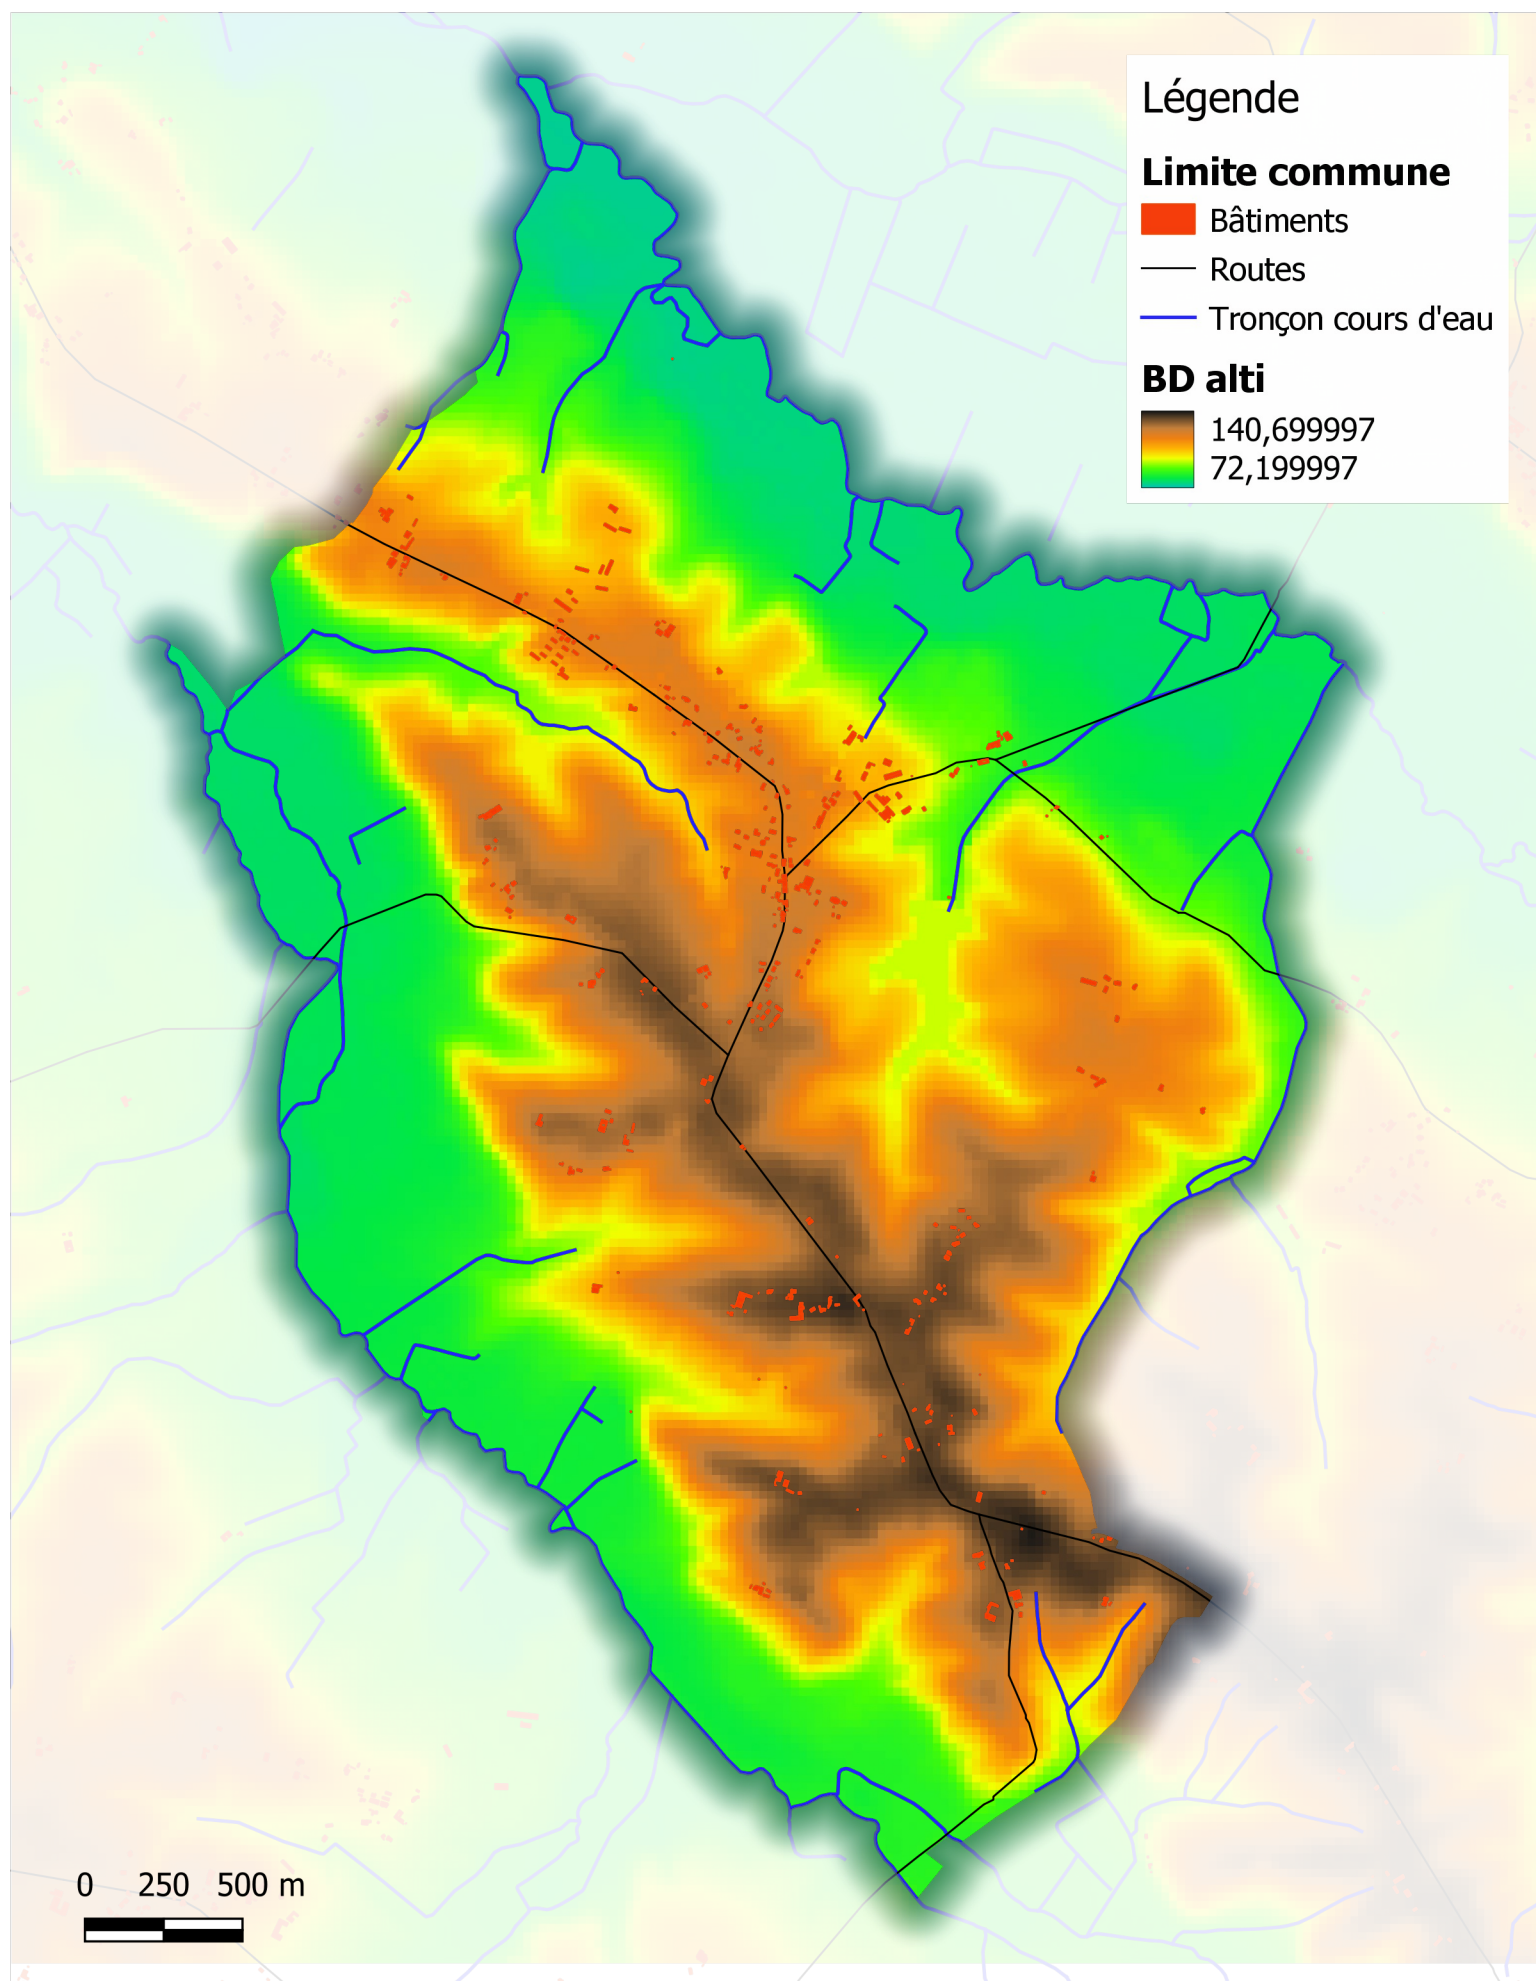 Légende
Limite commune
Bâtiments
Routes
Tronçon cours d'eau
BD alti
140,699997
72,199997
0 250 500 m